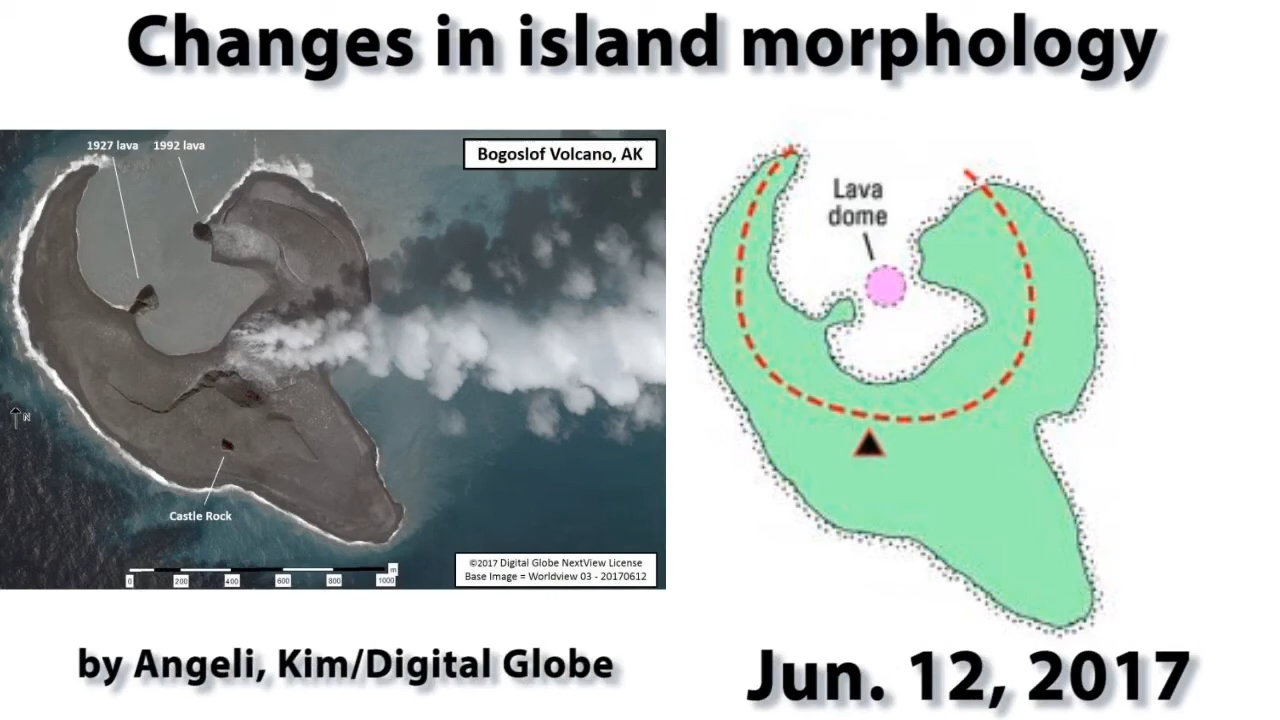 Changes in island morphology
1927 lava 1992 lava
Bogoslof Volcano, AK
N
Castle Rock
©2017 Digital Globe NextView License
Base Image = Worldview 03 - 20170612
m
0 200 400 600 800 1000
Lava
dome
by Angeli, Kim/Digital Globe
Jun. 12, 2017